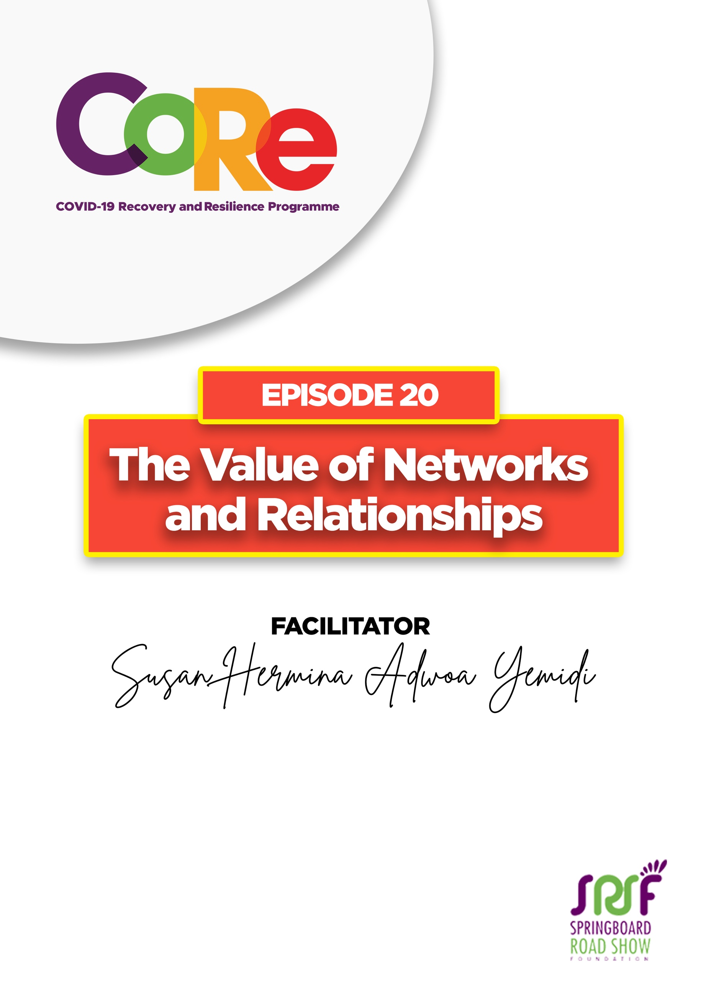 CoRe
COVID-19 Recovery and Resilience Programme
EPISODE 20
The Value of Networks
and Relationships
FACILITATOR
Susan Hermina Adwoa Yemidi
SRSF
SPRINGBOARD
ROAD SHOW
FOUNDATION